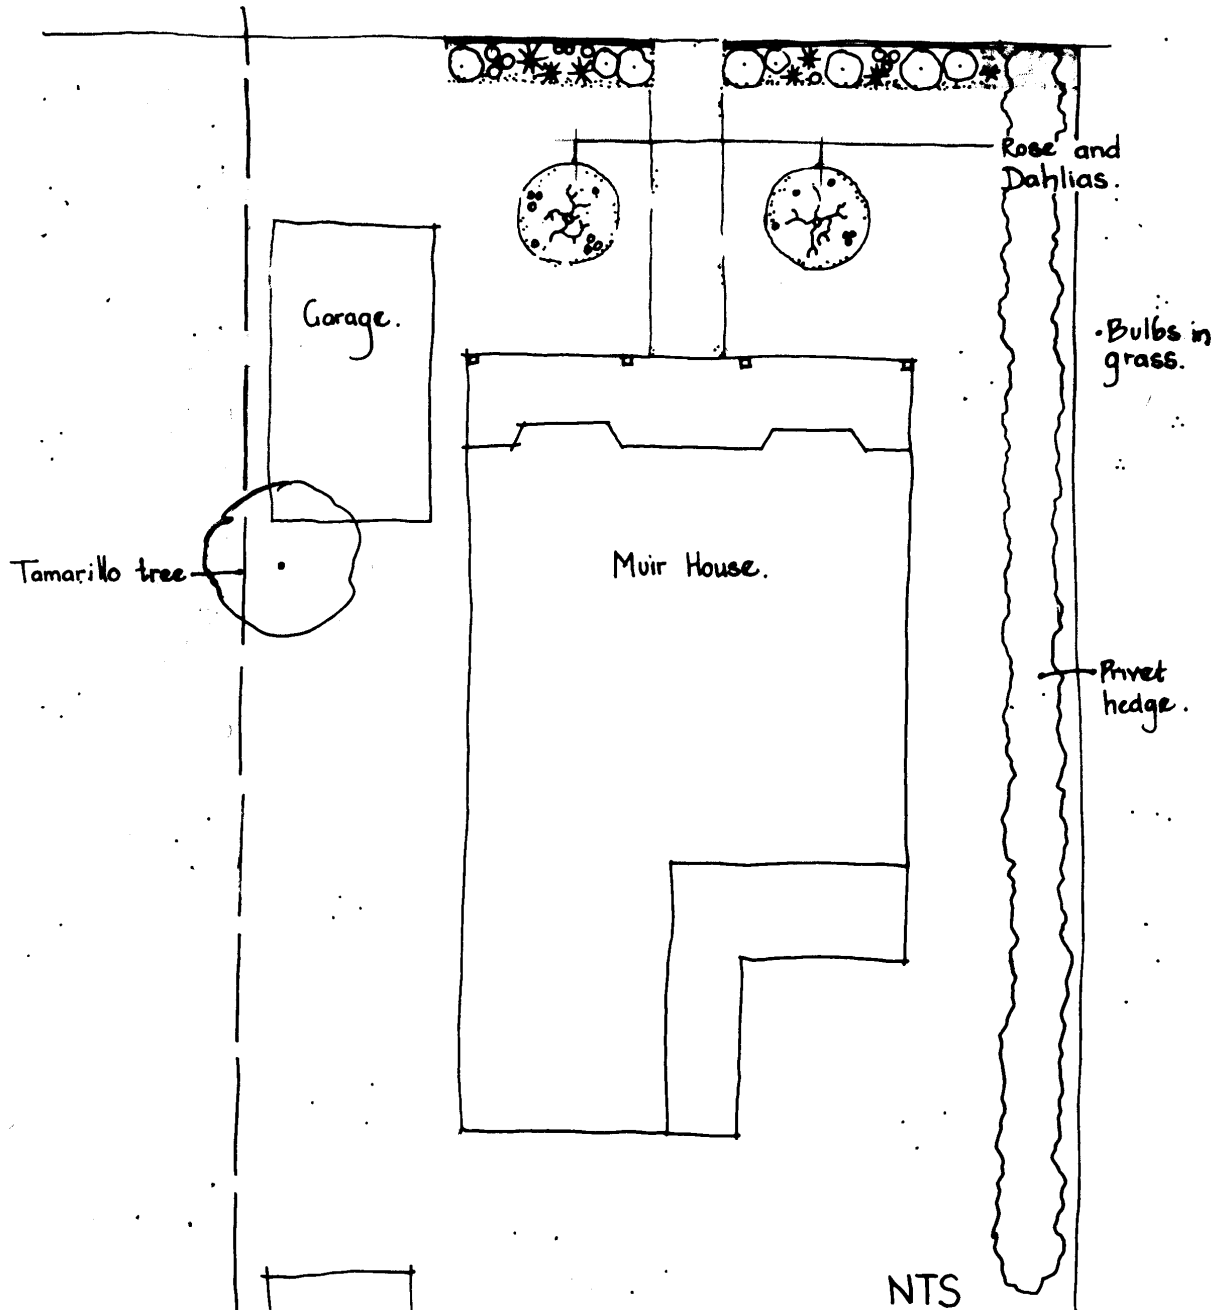 Rose and
Dahlias.
Garage.
•Bulbs in
grass.
Tamarillo tree
Muir House.
Privet
hedge.
NTS